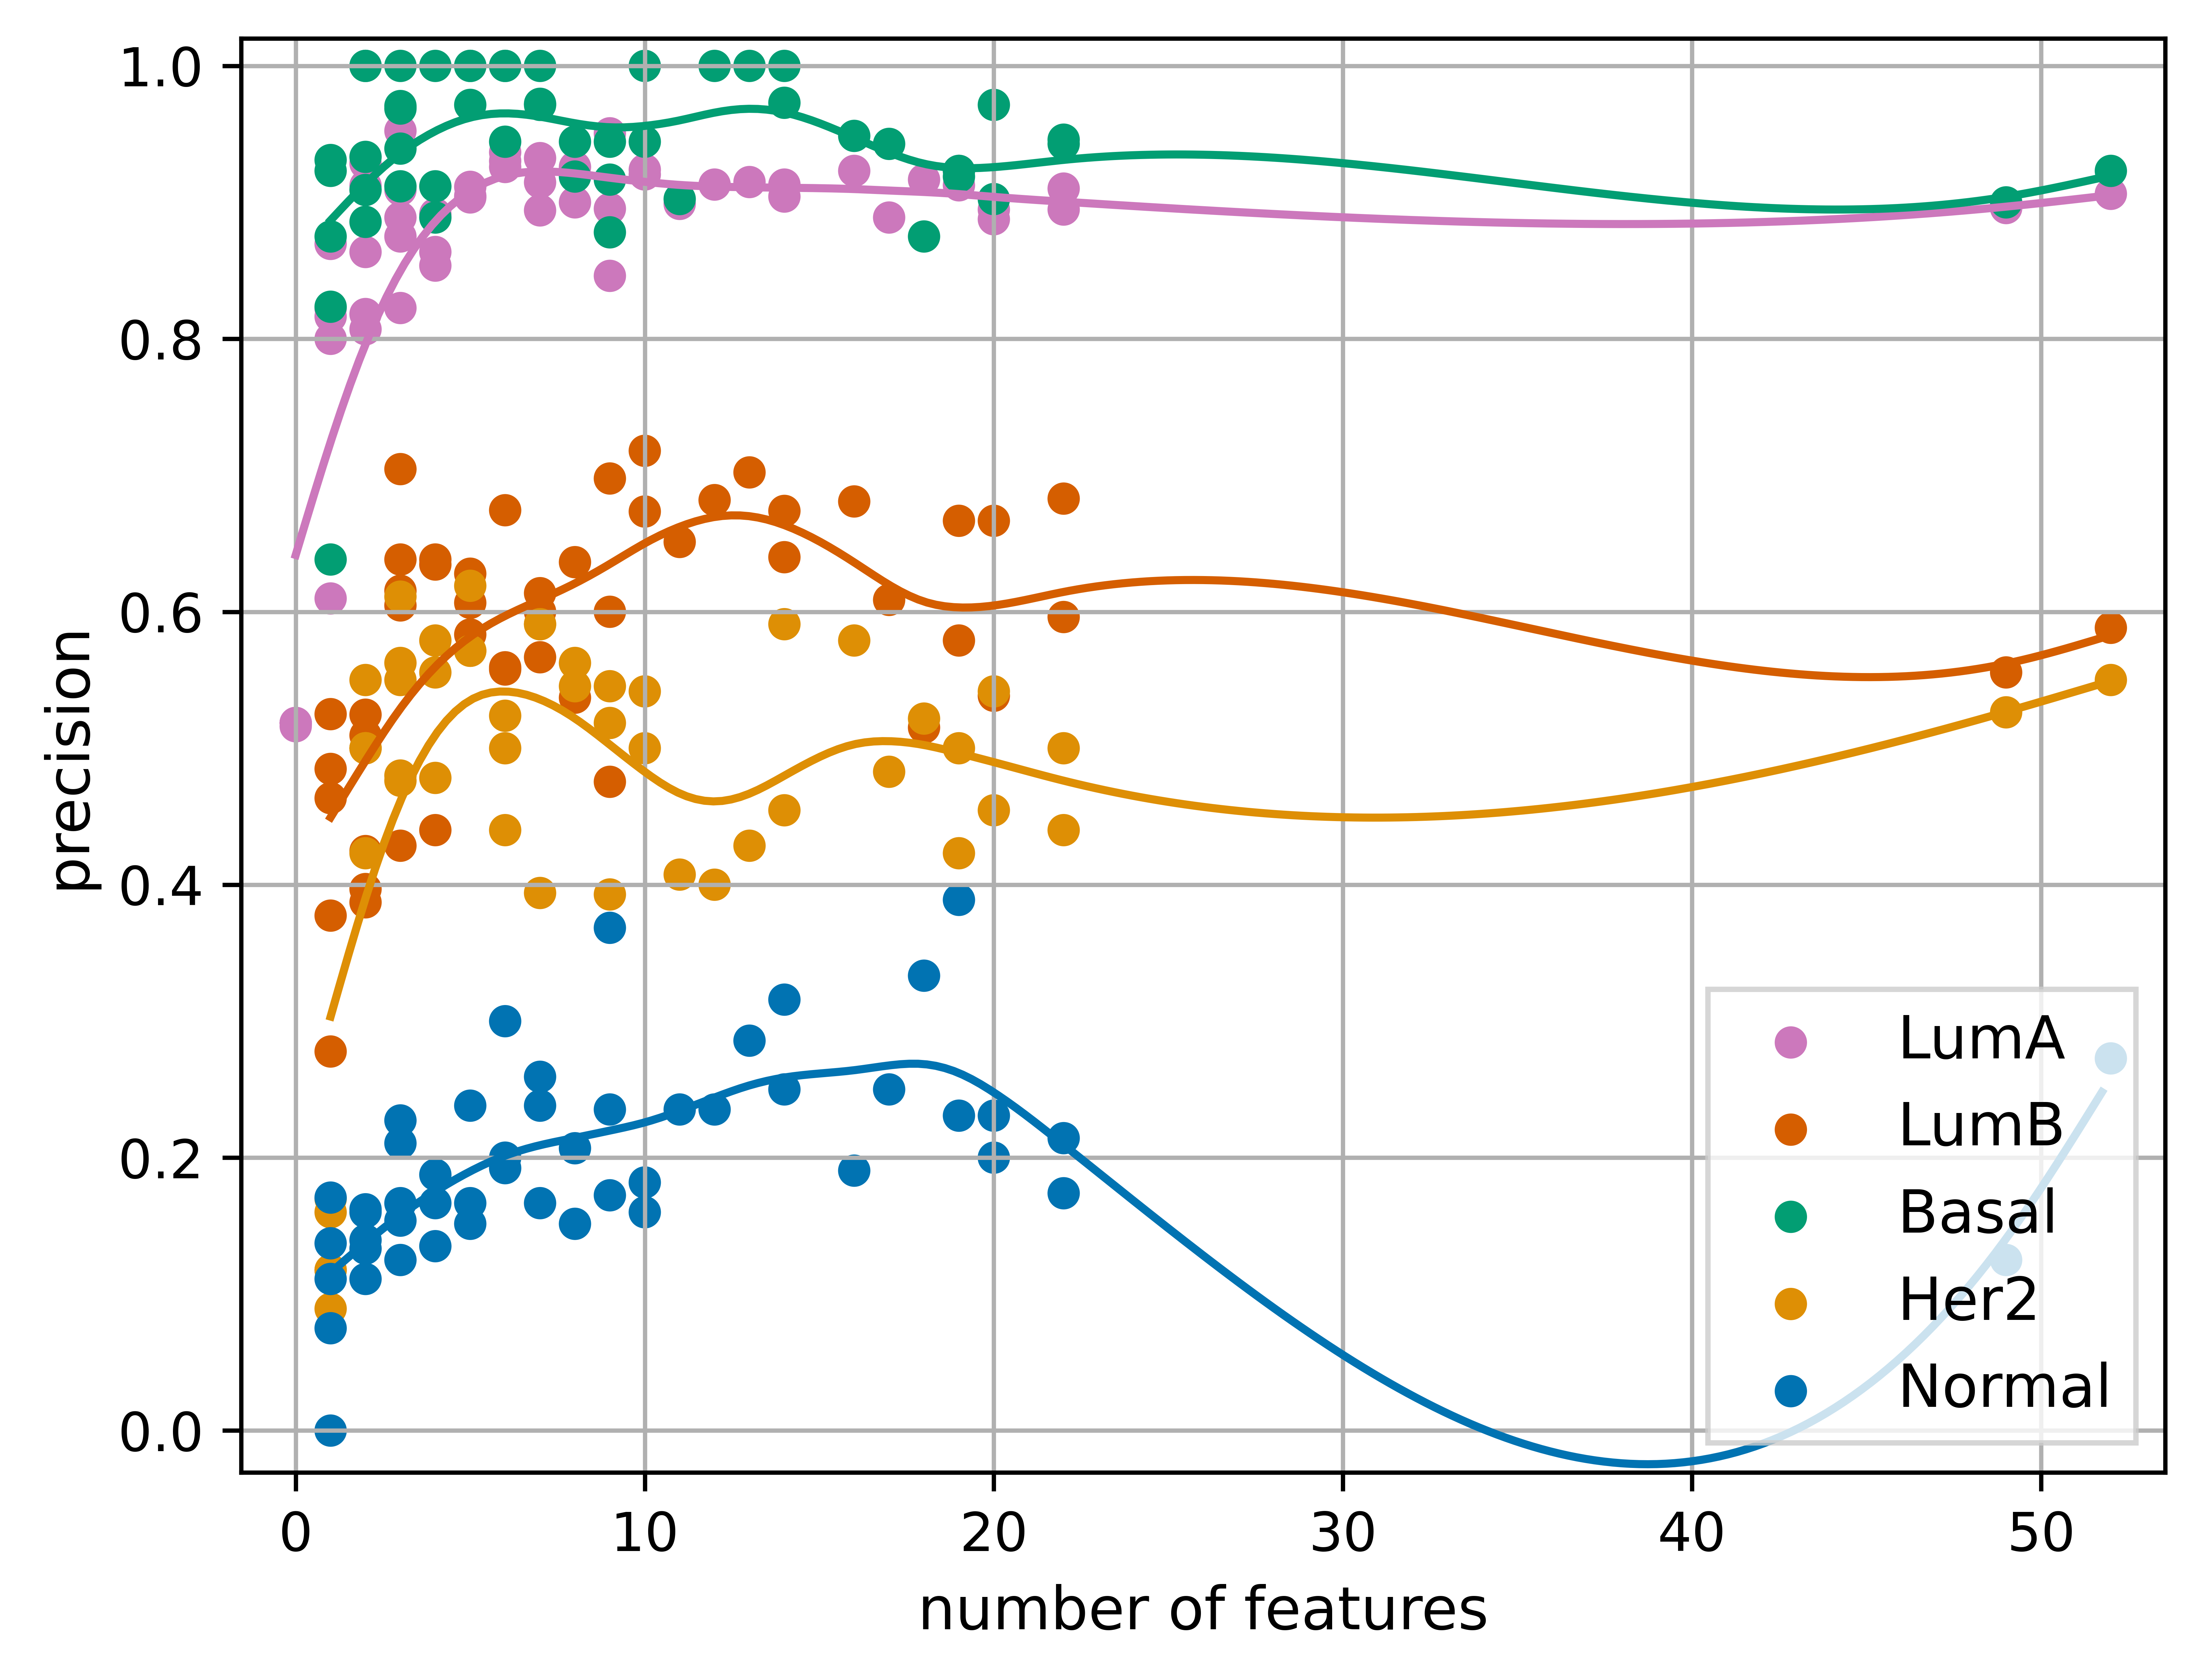 1.0
0.8
0.6
0.4
0.2
0.0
precision
LumA
LumB
Basal
Her2
Normal
0 10 20 30 40 50
number of features